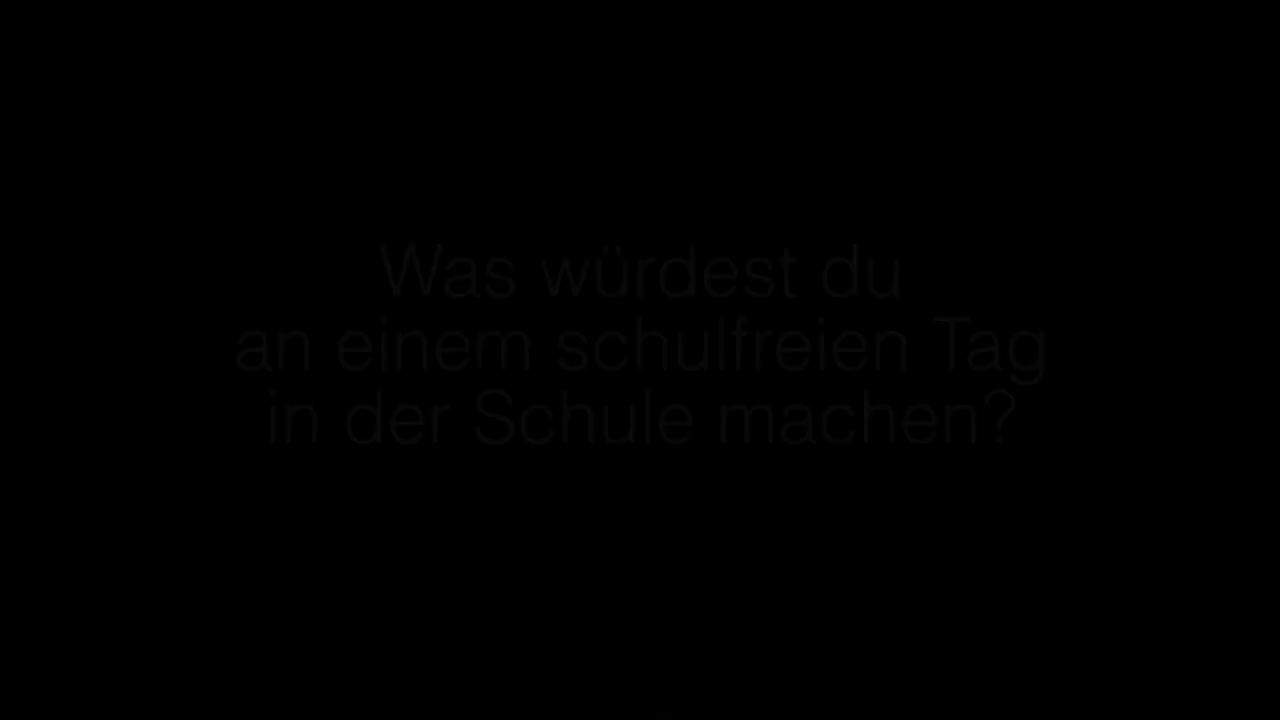 Was würdest du
an einem schulfreien Tag
in der Schule machen?